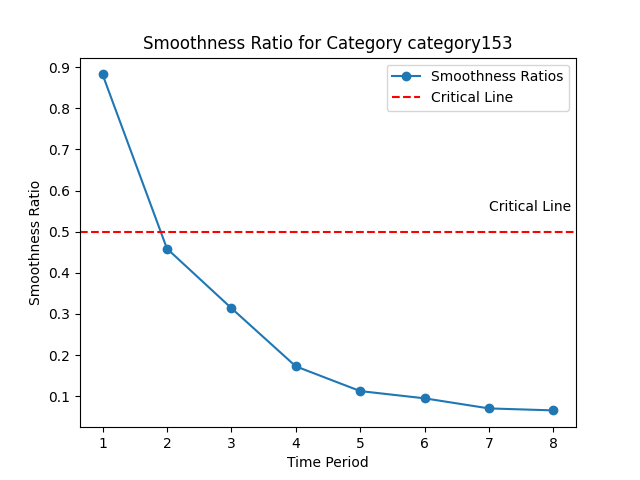 Smoothness Ratio for Category category153
Smoothness Ratios
Critical Line
Critical Line
Smoothness Ratio
0.9
0.8
0.7
0.6
0.5
0.4
0.3
0.2
0.1
1 2 3 4 5 6 7 8
Time Period